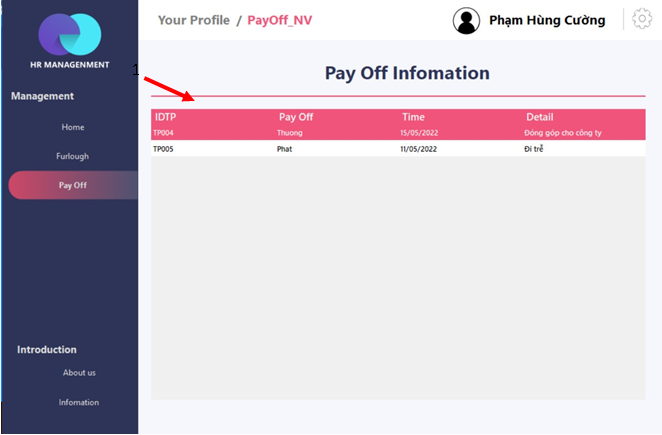 HR MANAGENMENT
Management
Home
Furlough
Pay Off
Introduction
About us
Infomation
Your Profile / PayOff_NV
Phạm Hùng Cường
1
Pay Off Infomation
IDTP Pay Off Time Detail
TP004 Thuong 15/05/2022 Đóng góp cho công ty
TP005 Phat 11/05/2022 Đi trễ